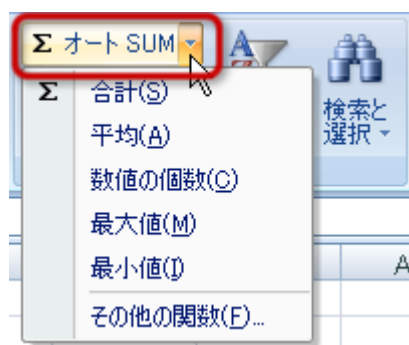 Σ オート SUM
検索と
選択
Σ 合計(S)
平均(A)
数値の個数(C)
最大値(M)
最小値(I)
その他の関数(F)...
A